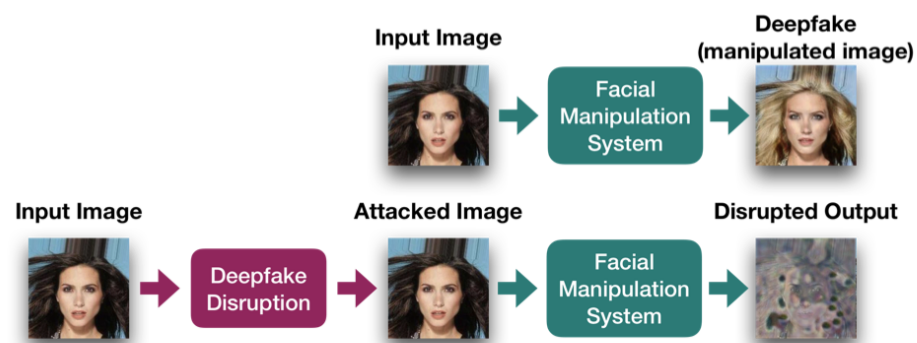 Input Image
Deepfake
(manipulated image)
Facial
Manipulation
System
Input Image
Attacked Image
Disrupted Output
Deepfake
Disruption
Facial
Manipulation
System